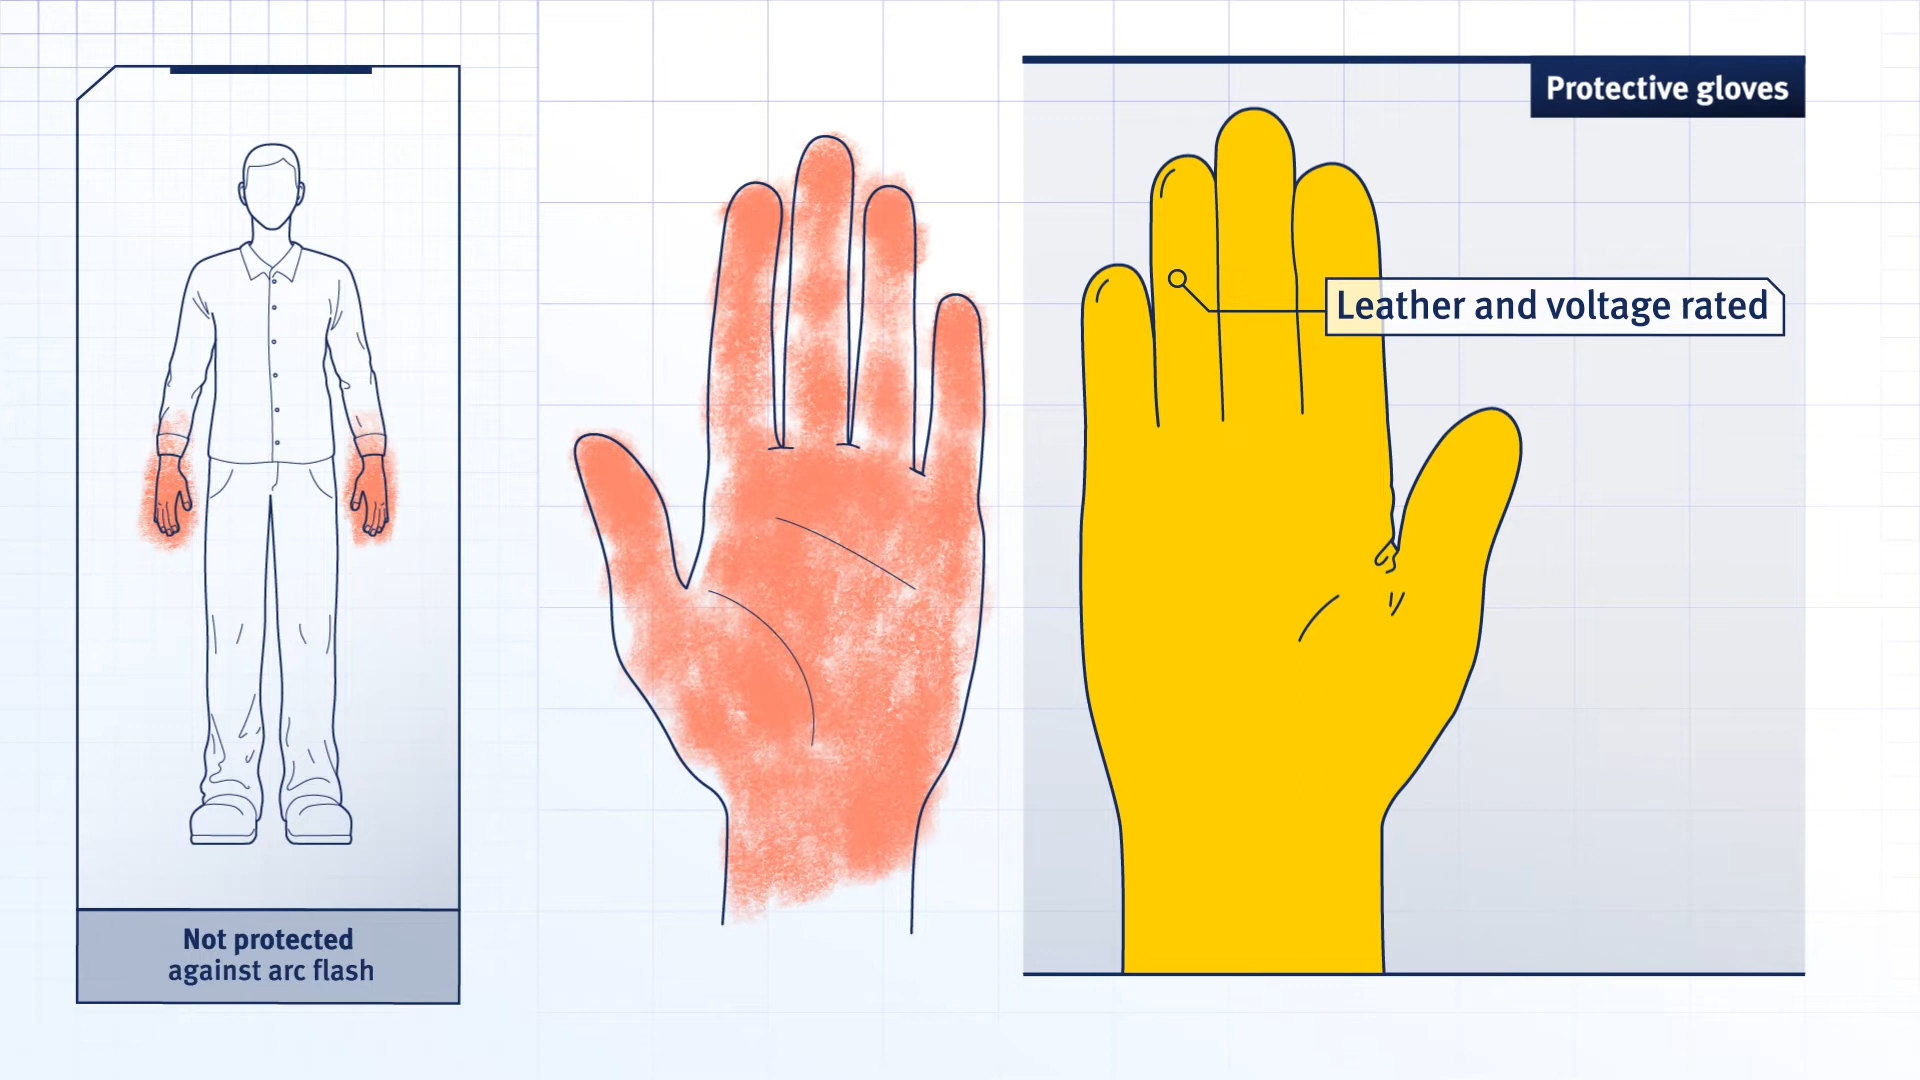 Protective gloves
Leather and voltage rated
Not protected
against arc flash